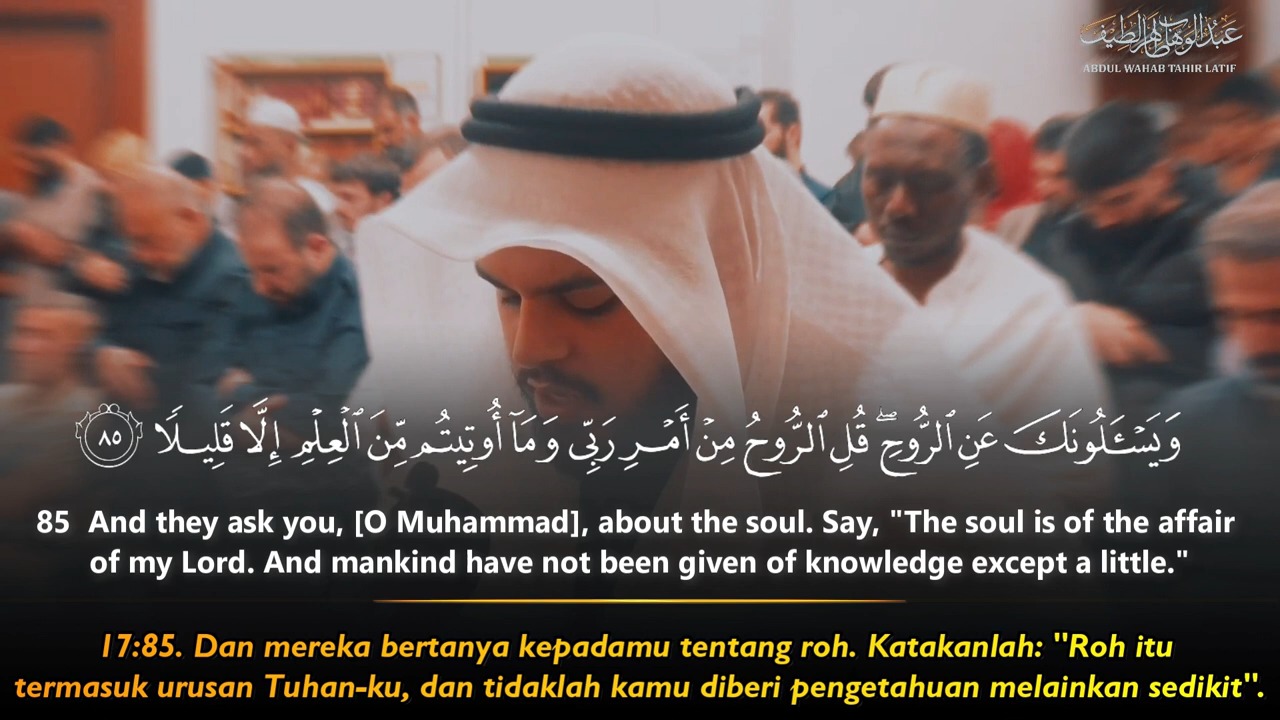 عبد الوهاب طاهر لطيف
ABDUL WAHAB TAHIR LATIF
وَيَسْـَٔلُونَكَ عَنِ ٱلرُّوحِ ۖ قُلِ ٱلرُّوحُ مِنْ أَمْرِ رَبِّى وَمَآ أُوتِيتُم مِّنَ ٱلْعِلْمِ إِلَّا قَلِيلًا ٨٥
85 And they ask you, [O Muhammad], about the soul. Say, "The soul is of the affair
of my Lord. And mankind have not been given of knowledge except a little."
17:85. Dan mereka bertanya kepadamu tentang roh. Katakanlah: "Roh itu
termasuk urusan Tuhan-ku, dan tidaklah kamu diberi pengetahuan melainkan sedikit".